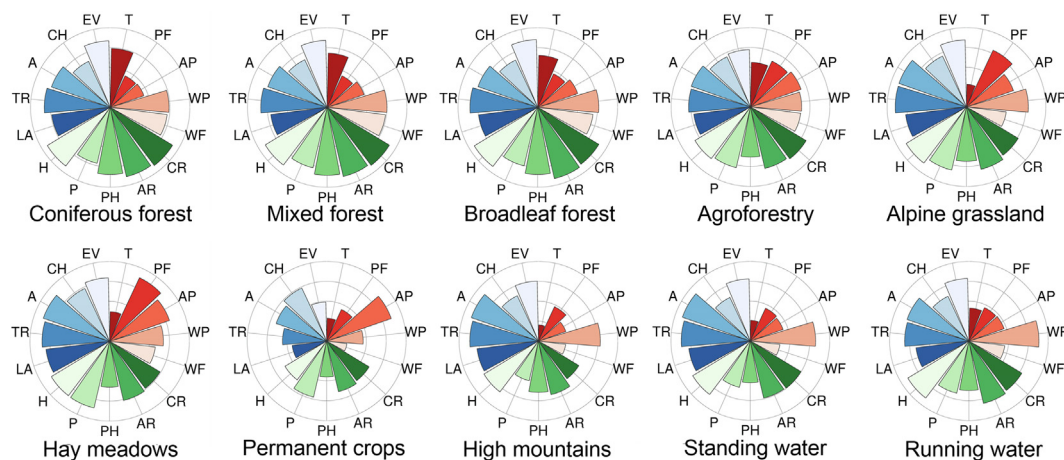 EV T PF AP WP WF CR AR PH P H LA TR A CH
Coniferous forest
EV T PF AP WP WF CR AR PH P H LA TR A CH
Mixed forest
EV T PF AP WP WF CR AR PH P H LA TR A CH
Broadleaf forest
EV T PF AP WP WF CR AR PH P H LA TR A CH
Agroforestry
EV T PF AP WP WF CR AR PH P H LA TR A CH
Alpine grassland
EV T PF AP WP WF CR AR PH P H LA TR A CH
Hay meadows
EV T PF AP WP WF CR AR PH P H LA TR A CH
Permanent crops
EV T PF AP WP WF CR AR PH P H LA TR A CH
High mountains
EV T PF AP WP WF CR AR PH P H LA TR A CH
Standing water
EV T PF AP WP WF CR AR PH P H LA TR A CH
Running water